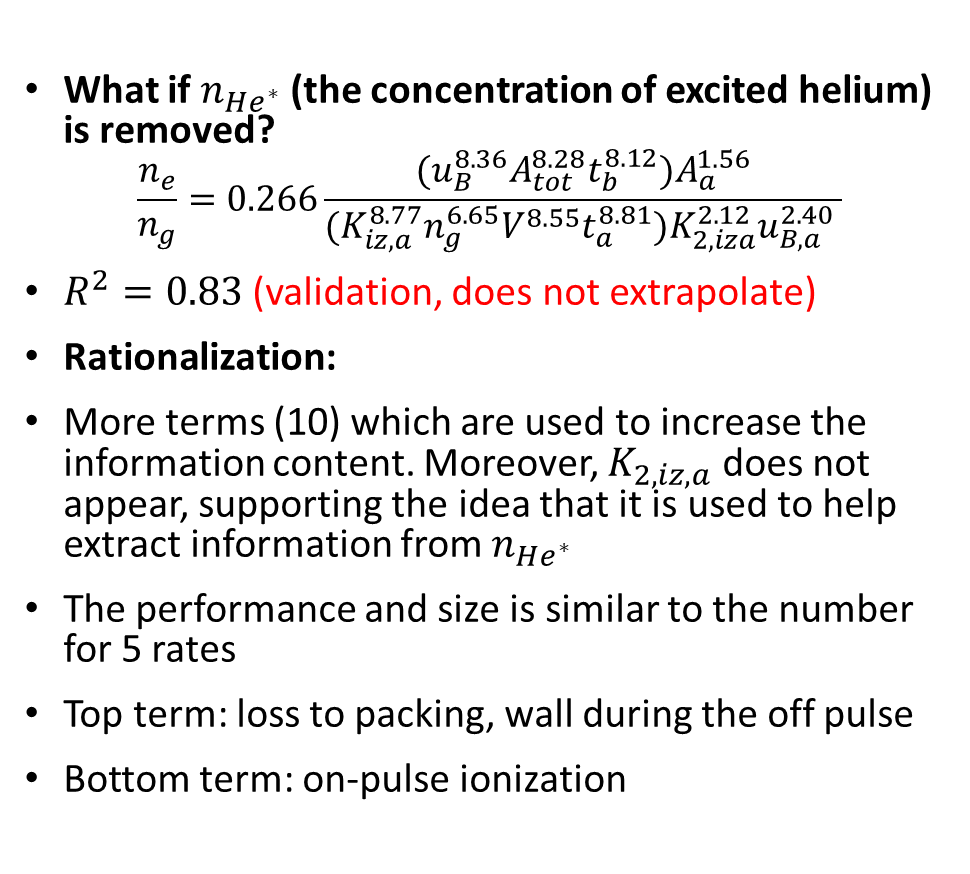 • What if $n_{He^*}$ (the concentration of excited helium)
is removed?
$\frac{n_e}{n_g} = 0.266 \frac{(u_B^{8.36} A_{tot}^{8.28} t_b^{8.12}) A_a^{1.56}}{(K_{iz,a}^{8.77} n_g^{6.65} V^{8.55} t_a^{8.81}) K_{2,iza}^{2.12} u_{B,a}^{2.40}}$
• $R^2 = 0.83$ (validation, does not extrapolate)
• Rationalization:
• More terms (10) which are used to increase the
information content. Moreover, $K_{2,iz,a}$ does not
appear, supporting the idea that it is used to help
extract information from $n_{He^*}$
• The performance and size is similar to the number
for 5 rates
• Top term: loss to packing, wall during the off pulse
• Bottom term: on-pulse ionization